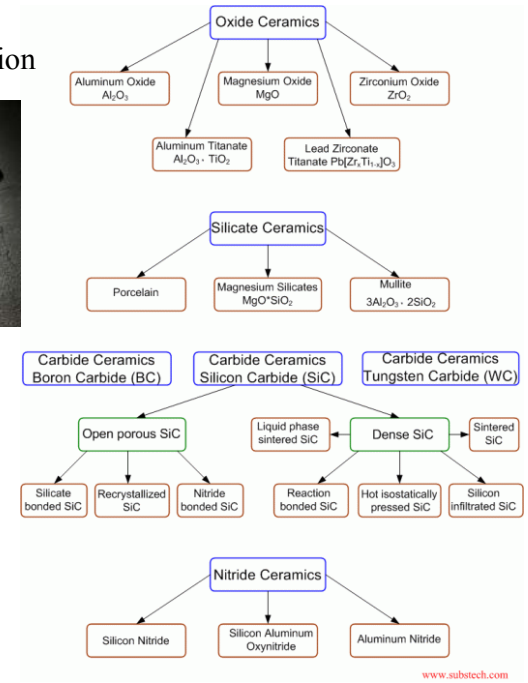 Oxide Ceramics
ion
Aluminum Oxide
Al₂O₃
Magnesium Oxide
MgO
Zirconium Oxide
ZrO₂
Aluminum Titanate
Al₂O₃ · TiO₂
Lead Zirconate
Titanate Pb[ZrₓTi₁₋ₓ]O₃
Silicate Ceramics
Porcelain
Magnesium Silicates
MgO*SiO₂
Mullite
3Al₂O₃ · 2SiO₂
Carbide Ceramics
Boron Carbide (BC)
Carbide Ceramics
Silicon Carbide (SiC)
Carbide Ceramics
Tungsten Carbide (WC)
Open porous SiC
Liquid phase
sintered SiC
Dense SiC
Sintered
SiC
Silicate
bonded SiC
Recrystallized
SiC
Nitride
bonded SiC
Reaction
bonded SiC
Hot isostatically
pressed SiC
Silicon
infiltrated SiC
Nitride Ceramics
Silicon Nitride
Silicon Aluminum
Oxynitride
Aluminum Nitride
www.substech.com